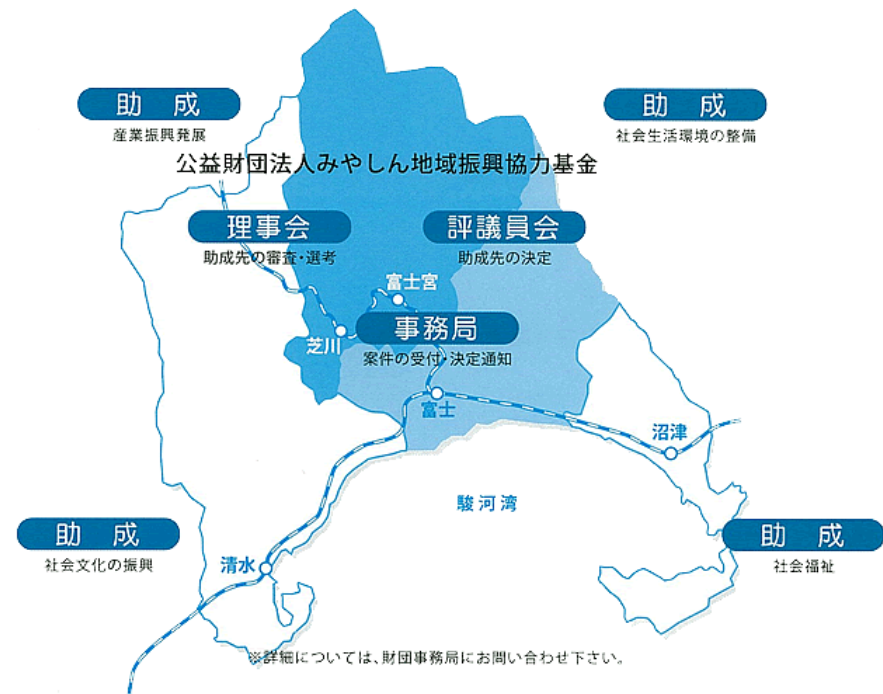 助 成
産業振興発展
助 成
社会生活環境の整備
公益財団法人みやしん地域振興協力基金
理事会
助成先の審査・選考
評議員会
助成先の決定
富士宮
芝川
事務局
案件の受付・決定通知
富士
沼津
駿河湾
助 成
社会文化の振興
清水
助 成
社会福祉
※詳細については、財団事務局にお問い合わせ下さい。